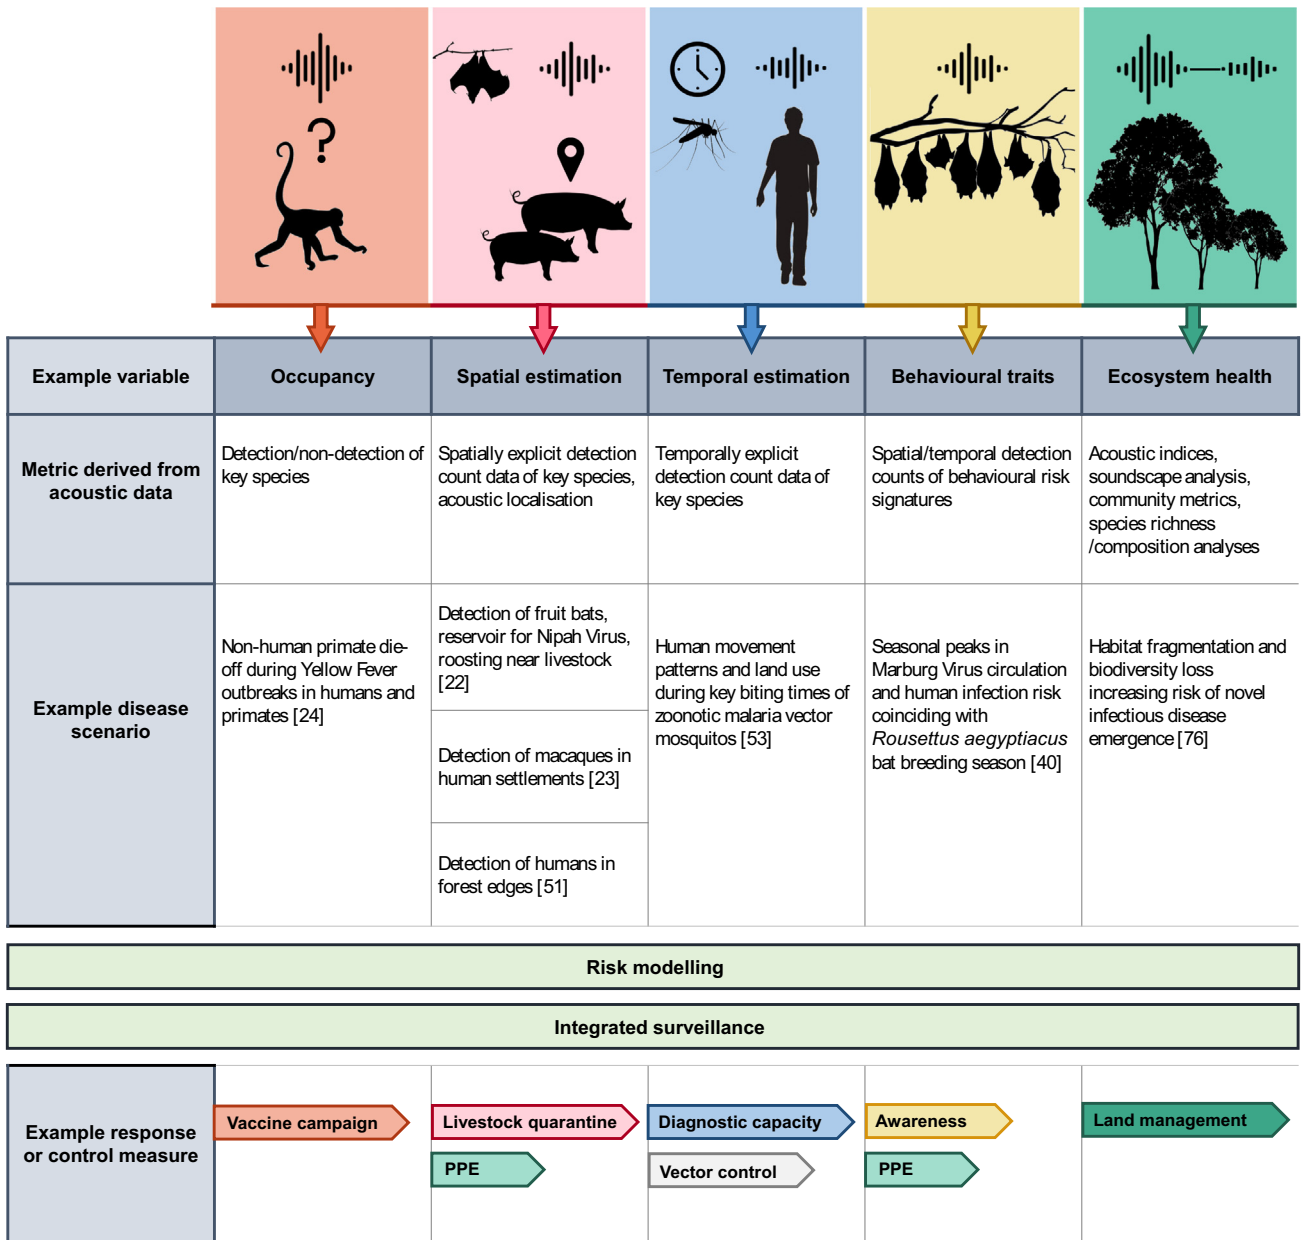 ?
Example variable
Occupancy
Spatial estimation
Temporal estimation
Behavioural traits
Ecosystem health
Metric derived from
acoustic data
Detection/non-detection of
key species
Spatially explicit detection
count data of key species,
acoustic localisation
Temporally explicit
detection count data of
key species
Spatial/temporal detection
counts of behavioural risk
signatures
Acoustic indices,
soundscape analysis,
community metrics,
species richness
/composition analyses
Example disease
scenario
Non-human primate die-
off during Yellow Fever
outbreaks in humans and
primates [24]
Detection of fruit bats,
reservoir for Nipah Virus,
roosting near livestock
[22]
Detection of macaques in
human settlements [23]
Detection of humans in
forest edges [51]
Human movement
patterns and land use
during key biting times of
zoonotic malaria vector
mosquitos [53]
Seasonal peaks in
Marburg Virus circulation
and human infection risk
coinciding with
Rousettus aegyptiacus
bat breeding season [40]
Habitat fragmentation and
biodiversity loss
increasing risk of novel
infectious disease
emergence [76]
Risk modelling
Integrated surveillance
Example response
or control measure
Vaccine campaign
Livestock quarantine
PPE
Diagnostic capacity
Vector control
Awareness
PPE
Land management